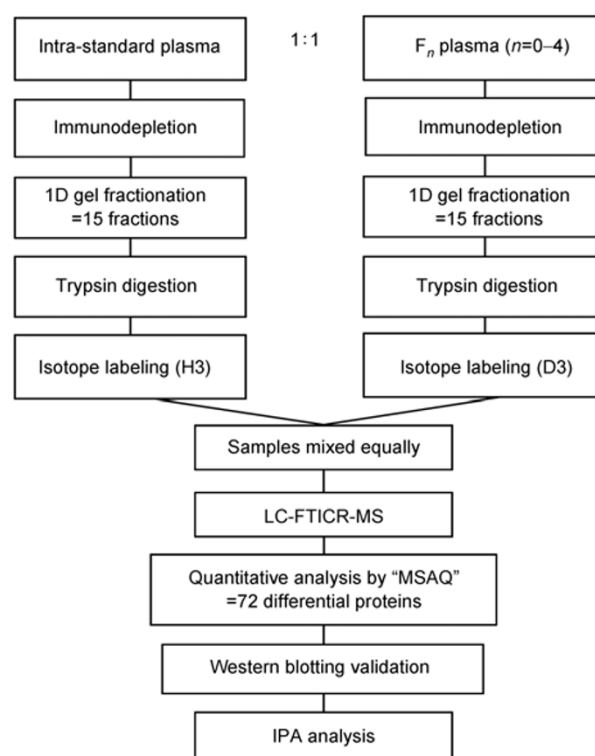 Intra-standard plasma
1:1
Fn plasma (n=0–4)
Immunodepletion
Immunodepletion
1D gel fractionation
=15 fractions
1D gel fractionation
=15 fractions
Trypsin digestion
Trypsin digestion
Isotope labeling (H3)
Isotope labeling (D3)
Samples mixed equally
LC-FTICR-MS
Quantitative analysis by “MSAQ”
=72 differential proteins
Western blotting validation
IPA analysis